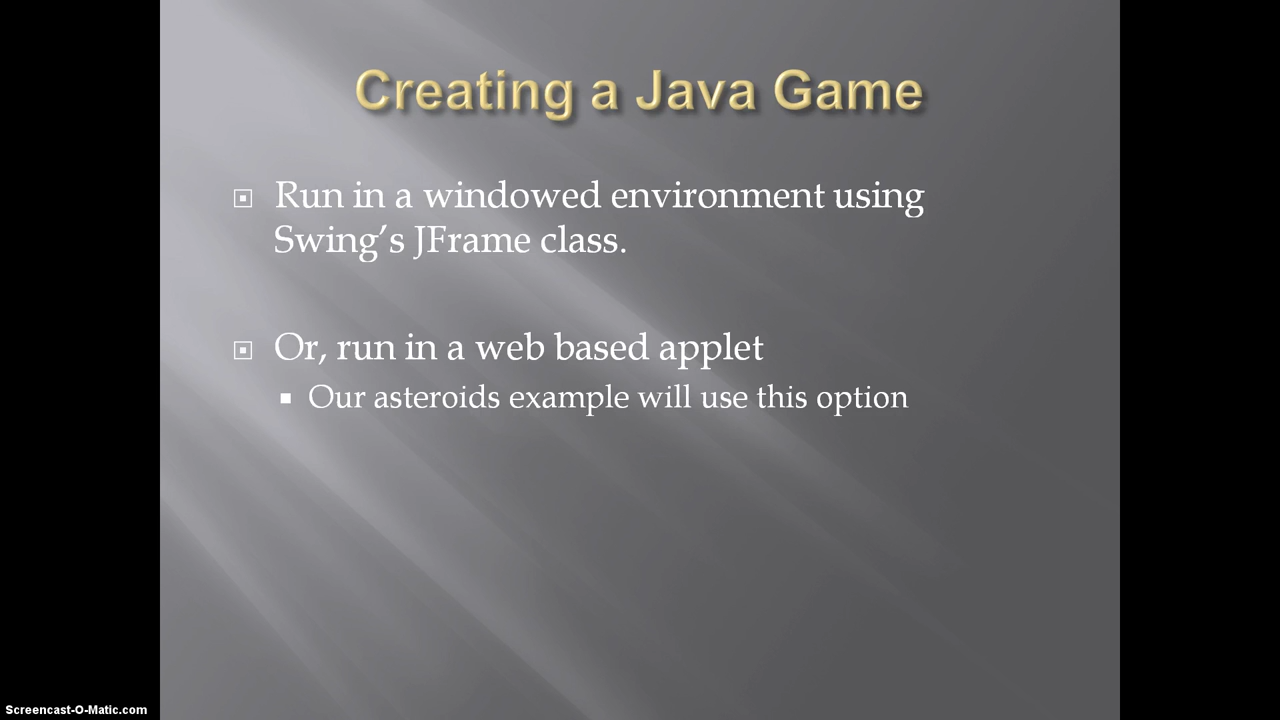 Creating a Java Game
Run in a windowed environment using
Swing’s JFrame class.
Or, run in a web based applet
Our asteroids example will use this option
Screencast-O-Matic.com